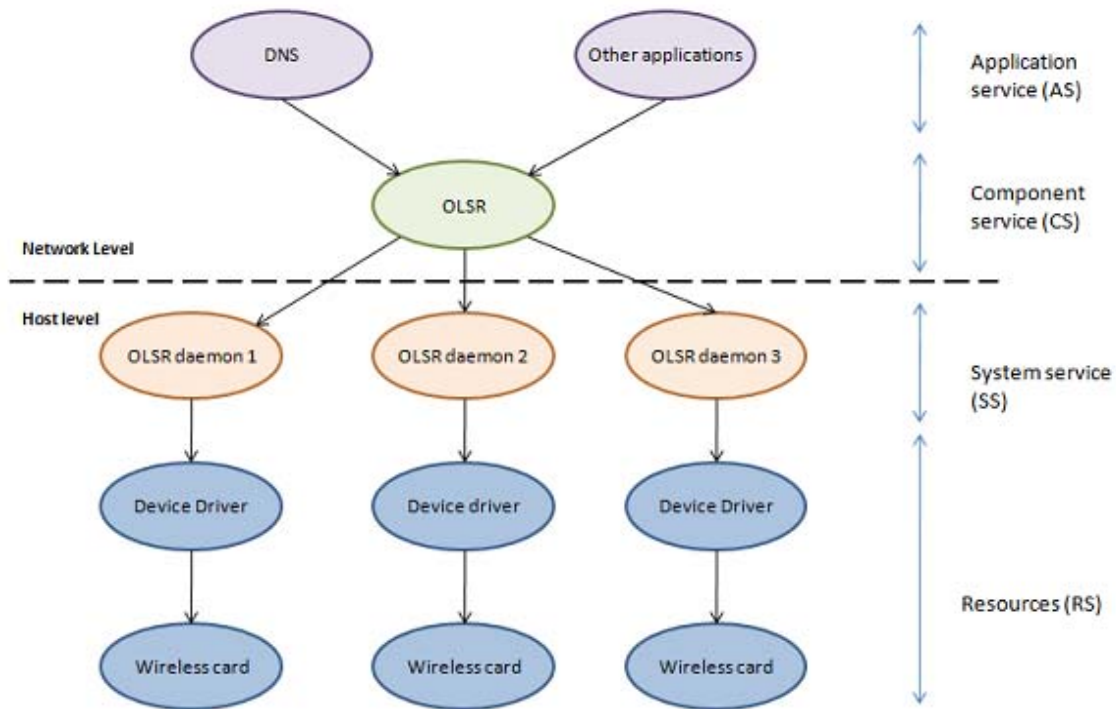 DNS
Other applications
Application
service (AS)
OLSR
Component
service (CS)
Network Level
Host level
OLSR daemon 1
OLSR daemon 2
OLSR daemon 3
System service
(SS)
Device Driver
Device driver
Device Driver
Resources (RS)
Wireless card
Wireless card
Wireless card